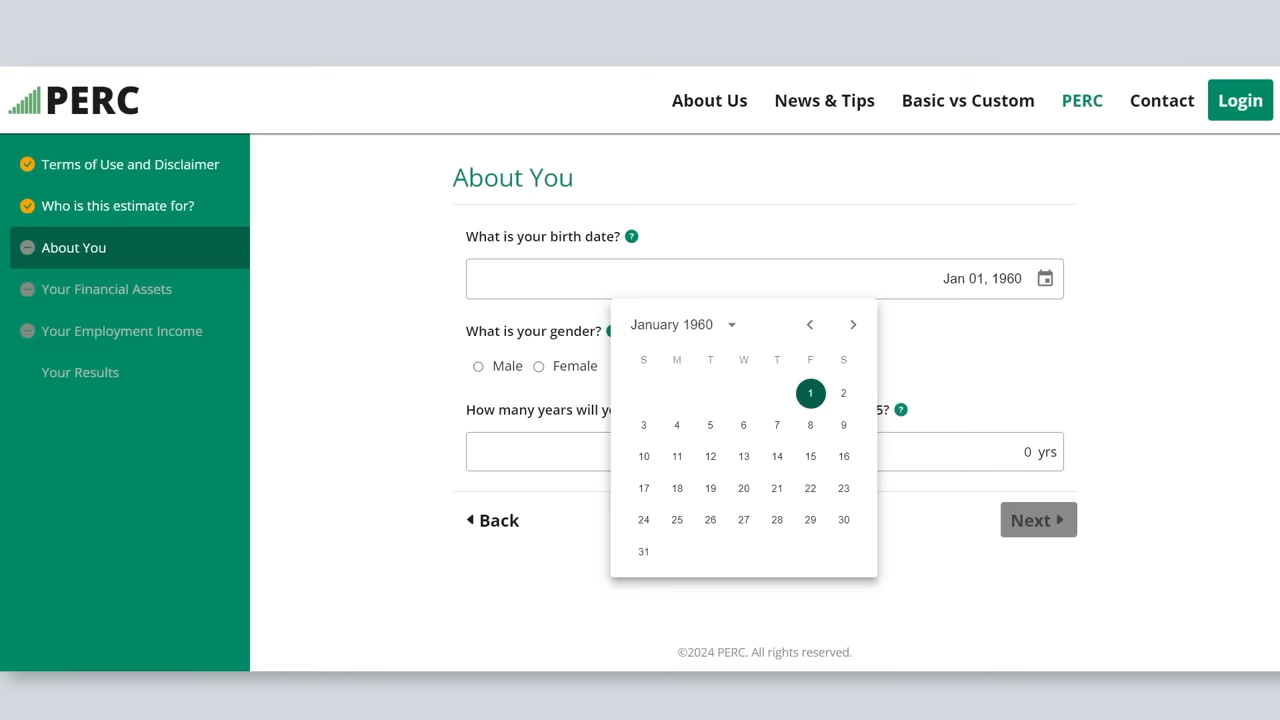 PERC
About Us News & Tips Basic vs Custom PERC Contact Login
Terms of Use and Disclaimer
Who is this estimate for?
About You
Your Financial Assets
Your Employment Income
Your Results
About You
What is your birth date? ?
Jan 01, 1960
January 1960
S M T W T F S
1 2
3 4 5 6 7 8 9
10 11 12 13 14 15 16
17 18 19 20 21 22 23
24 25 26 27 28 29 30
31
What is your gender?
Male Female
How many years will 5? ?
0 yrs
Back Next
©2024 PERC. All rights reserved.